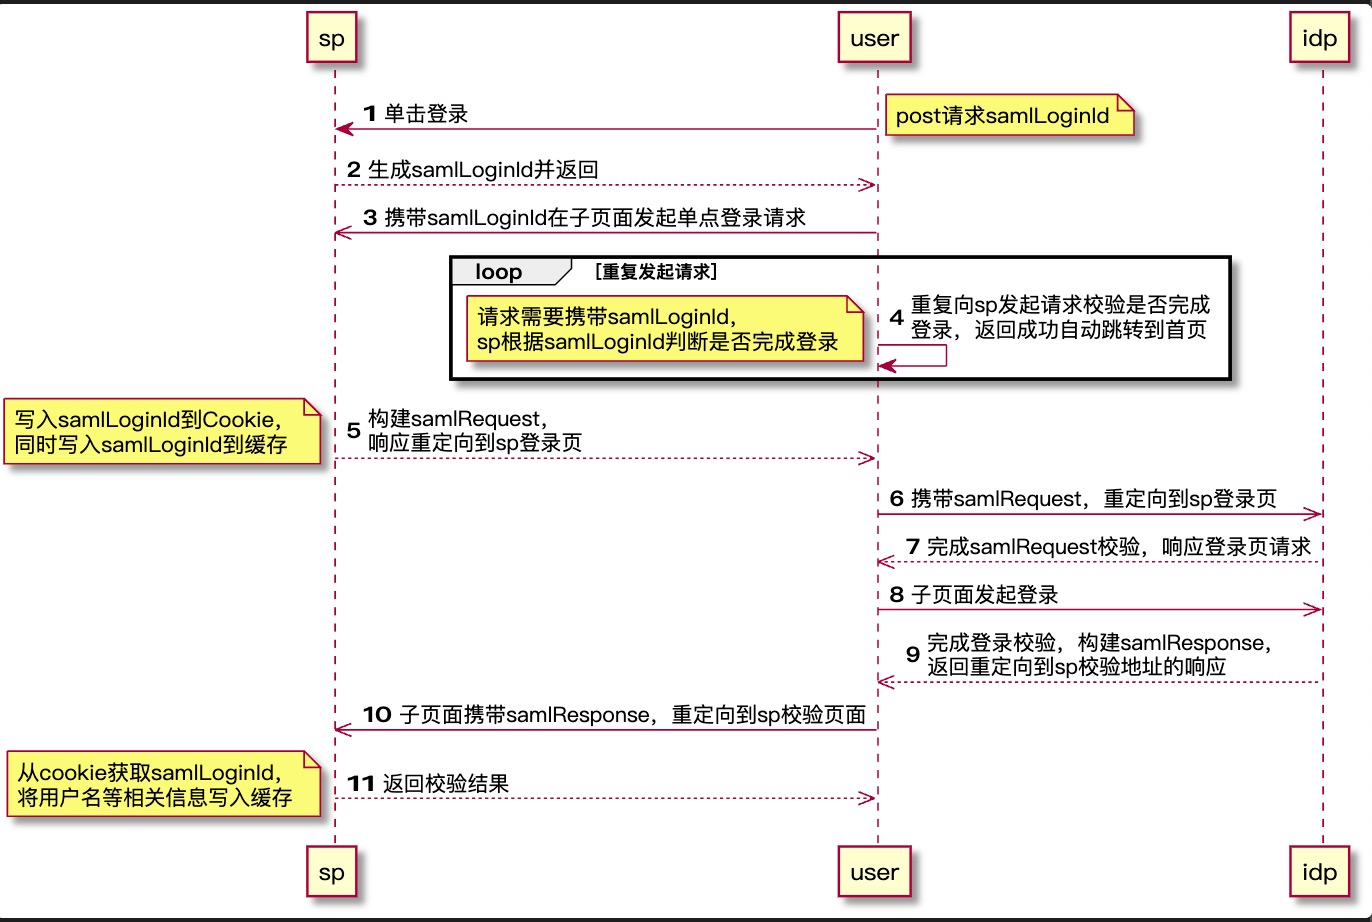 sp
user
idp
1 单击登录
post请求samlLoginId
2 生成samlLoginId并返回
3 携带samlLoginId在子页面发起单点登录请求
loop
[重复发起请求]
请求需要携带samlLoginId，
sp根据samlLoginId判断是否完成登录
4 重复向sp发起请求校验是否完成
登录，返回成功自动跳转到首页
写入samlLoginId到Cookie，
同时写入samlLoginId到缓存
5 构建samlRequest，
响应重定向到sp登录页
6 携带samlRequest，重定向到sp登录页
7 完成samlRequest校验，响应登录页请求
8 子页面发起登录
9 完成登录校验，构建samlResponse，
返回重定向到sp校验地址的响应
10 子页面携带samlResponse，重定向到sp校验页面
从cookie获取samlLoginId，
将用户名等相关信息写入缓存
11 返回校验结果
sp
user
idp